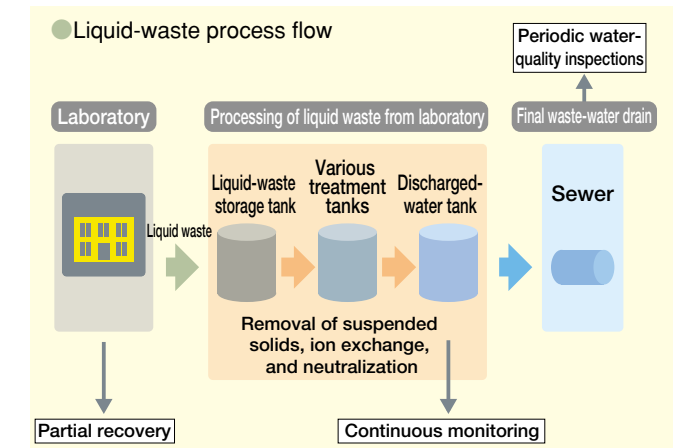 Liquid-waste process flow
Periodic water-
quality inspections
Laboratory
Processing of liquid waste from laboratory
Final waste-water drain
Liquid waste
Liquid-waste
storage tank
Various
treatment
tanks
Discharged-
water tank
Sewer
Removal of suspended
solids, ion exchange,
and neutralization
Partial recovery
Continuous monitoring